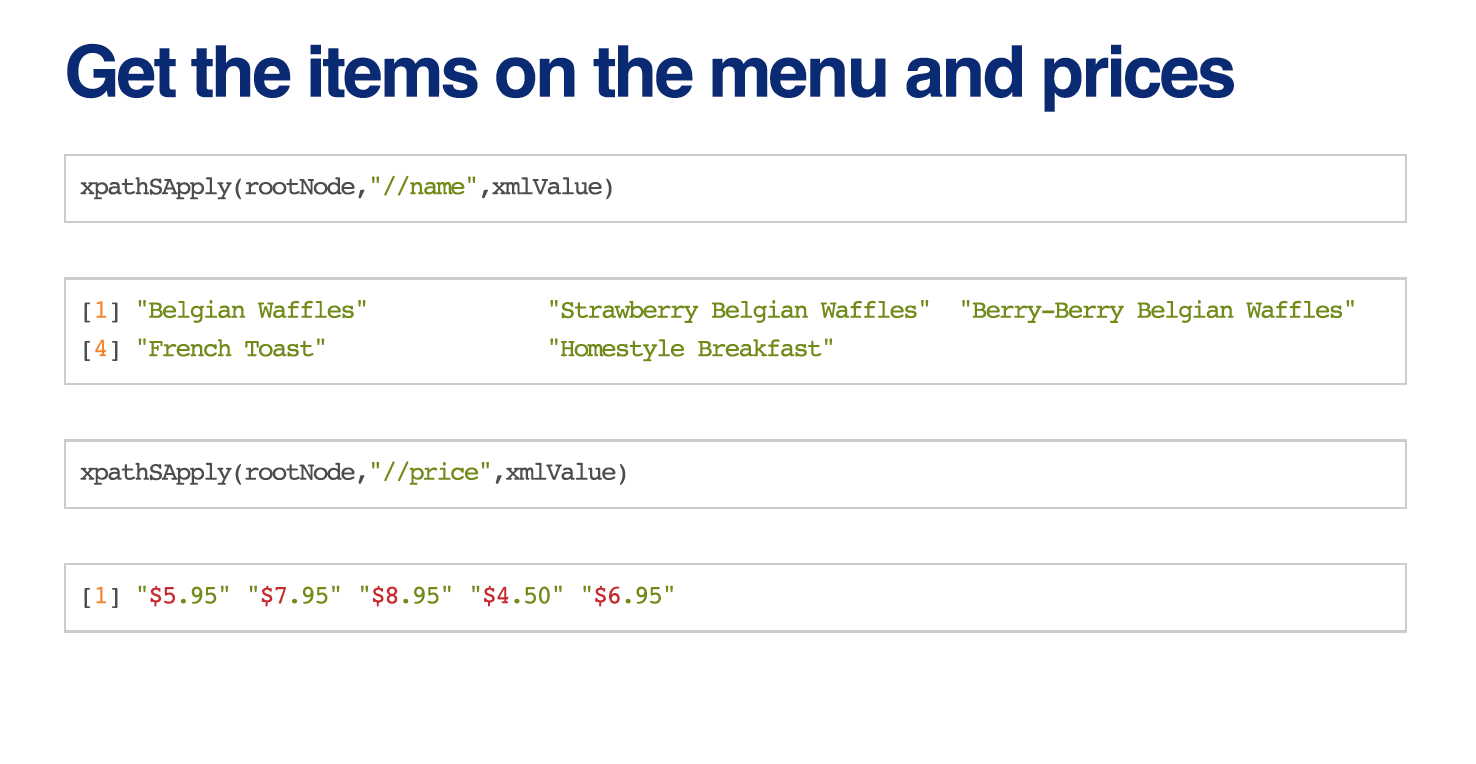 Get the items on the menu and prices
xpathSApply(rootNode,"//name",xmlValue)
[1] "Belgian Waffles" "Strawberry Belgian Waffles" "Berry-Berry Belgian Waffles"
[4] "French Toast" "Homestyle Breakfast"
xpathSApply(rootNode,"//price",xmlValue)
[1] "$5.95" "$7.95" "$8.95" "$4.50" "$6.95"